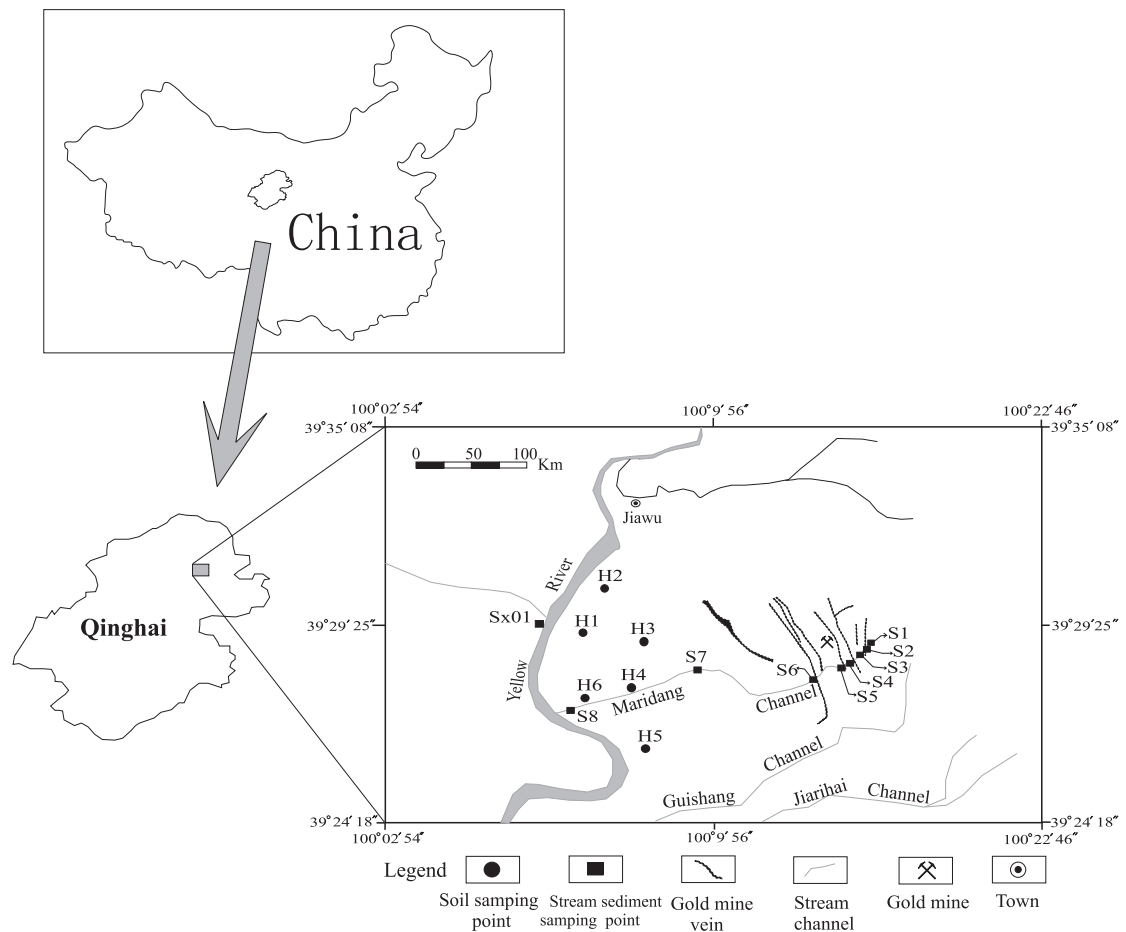 China
100°02′54″
100°9′56″
100°22′46″
39°35′08″
39°35′08″
0 50 100
Km
Jiawu
River
H2
Sx01
H1
39°29′25″
H3
S1
39°29′25″
S2
Qinghai
S7
S6
S3
H4
S4
Yellow
H6
Maridang
Channel
S5
S8
H5
Channel
Guishang
Jiarihai
Channel
39°24′18″
39°24′18″
100°02′54″
100°9′56″
100°22′46″
Legend
Soil samping
point
Stream sediment
samping point
Gold mine
vein
Stream
channel
Gold mine
Town